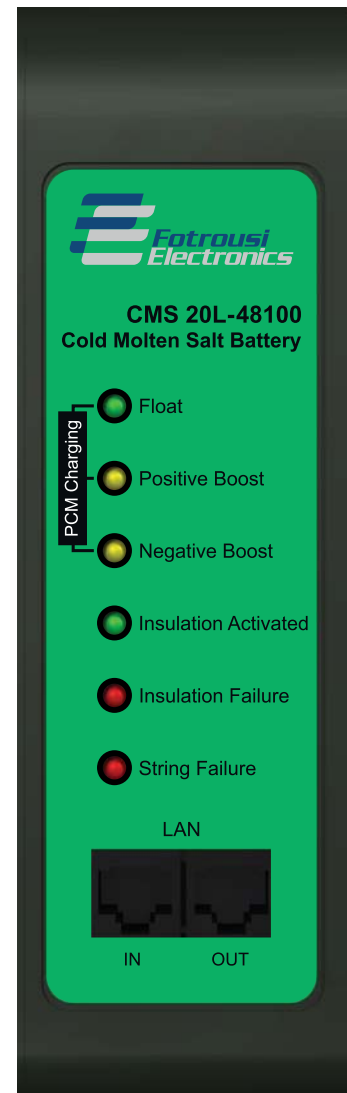 Fotrousi
Electronics
CMS 20L-48100
Cold Molten Salt Battery
PCM Charging
Float
Positive Boost
Negative Boost
Insulation Activated
Insulation Failure
String Failure
LAN
IN OUT